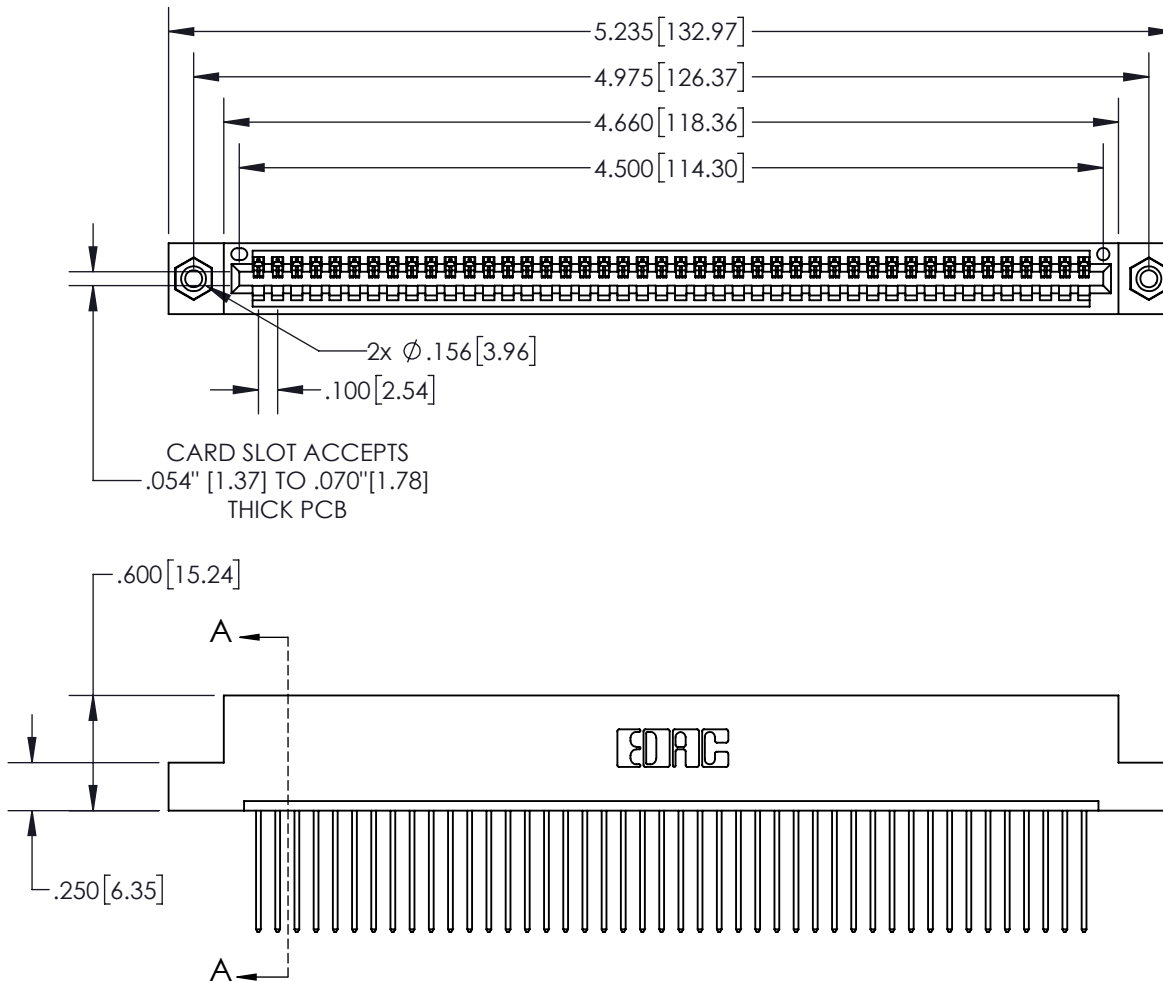 5.235[132.97]
4.975[126.37]
4.660[118.36]
4.500[114.30]
2x Ø.156[3.96]
.100[2.54]
CARD SLOT ACCEPTS
.054" [1.37] TO .070"[1.78]
THICK PCB
.600[15.24]
A
EDAC
.250[6.35]
A